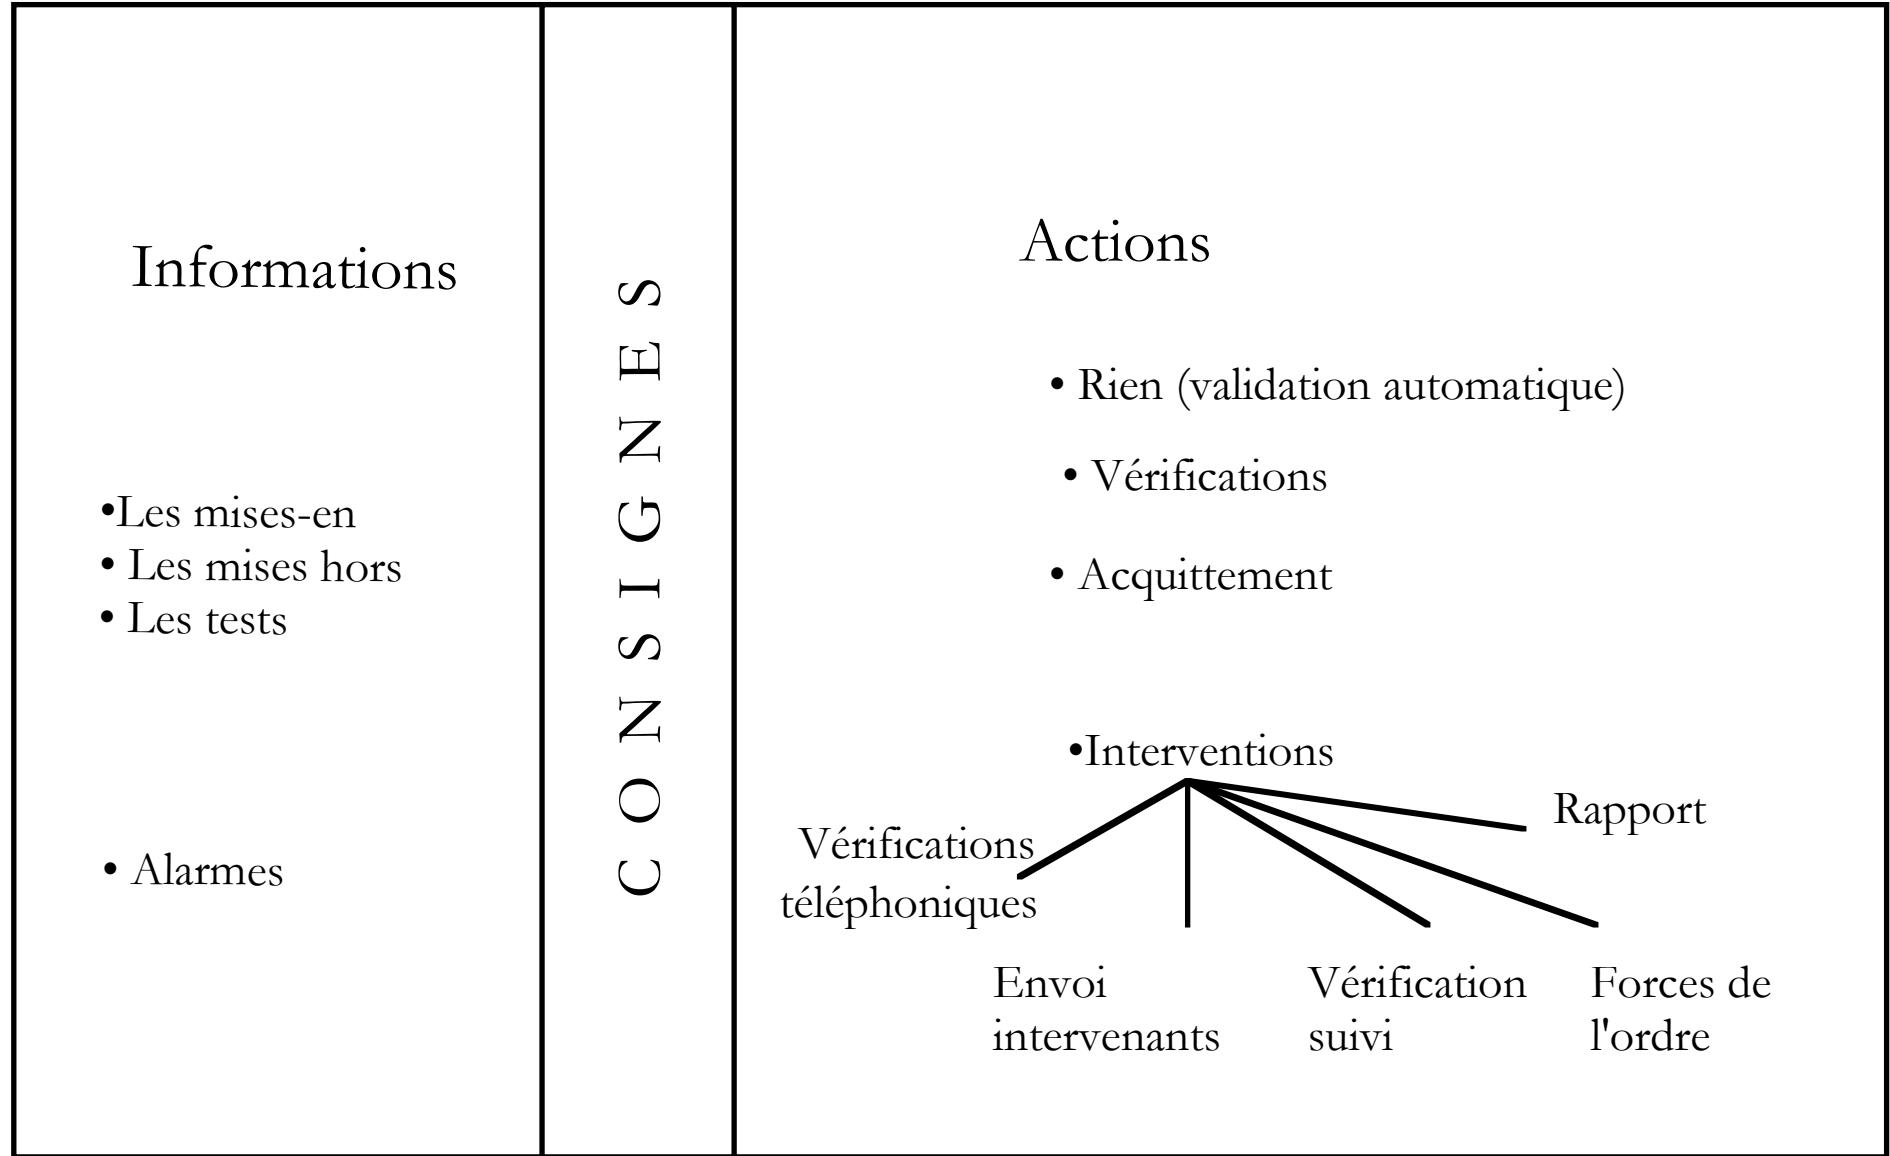 Informations
•Les mises-en
• Les mises hors
• Les tests
• Alarmes
CONSIGNES
Actions
• Rien (validation automatique)
• Vérifications
• Acquittement
•Interventions
Vérifications
téléphoniques
Envoi
intervenants
Vérification
suivi
Forces de
l'ordre
Rapport